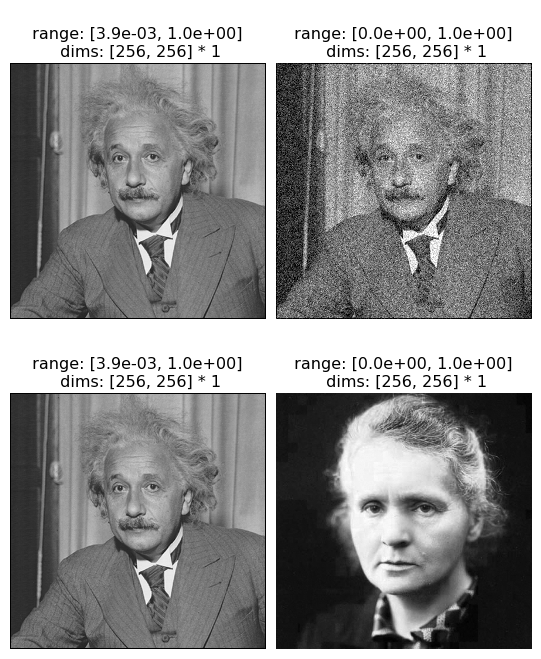 range: [3.9e-03, 1.0e+00]
dims: [256, 256] * 1
range: [0.0e+00, 1.0e+00]
dims: [256, 256] * 1
range: [3.9e-03, 1.0e+00]
dims: [256, 256] * 1
range: [0.0e+00, 1.0e+00]
dims: [256, 256] * 1